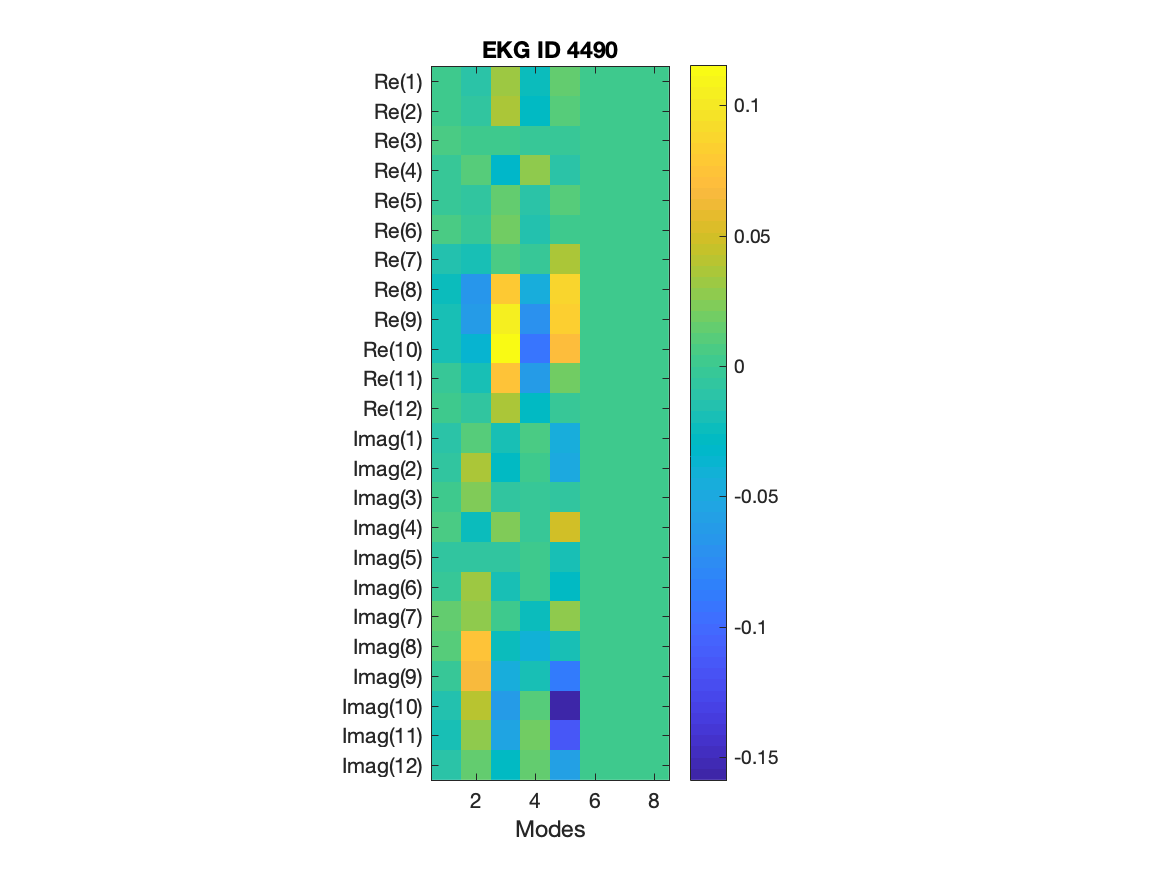 EKG ID 4490
Re(1)
Re(2)
Re(3)
Re(4)
Re(5)
Re(6)
Re(7)
Re(8)
Re(9)
Re(10)
Re(11)
Re(12)
Imag(1)
Imag(2)
Imag(3)
Imag(4)
Imag(5)
Imag(6)
Imag(7)
Imag(8)
Imag(9)
Imag(10)
Imag(11)
Imag(12)
2 4 6 8
Modes
0.1
0.05
0
-0.05
-0.1
-0.15